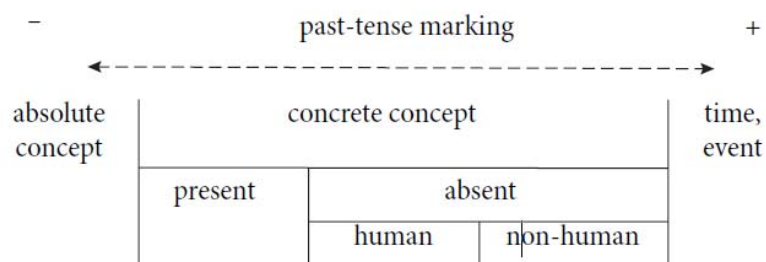 − past-tense marking +
absolute concrete concept time,
concept event
present absent
human non-human